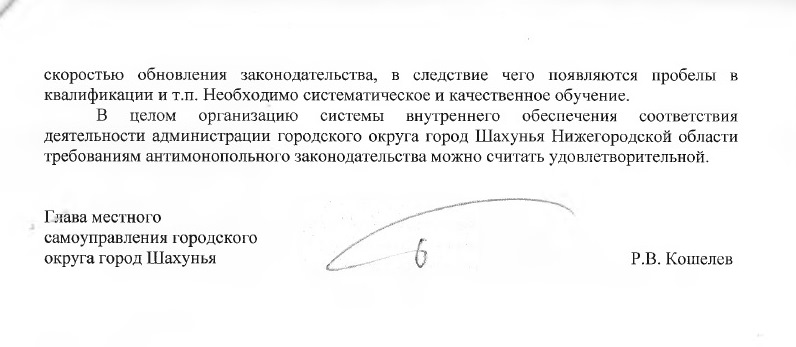 скоростью обновления законодательства, в следствие чего появляются пробелы в
квалификации и т.п. Необходимо систематическое и качественное обучение.
В целом организацию системы внутреннего обеспечения соответствия
деятельности администрации городского округа город Шахунья Нижегородской области
требованиям антимонопольного законодательства можно считать удовлетворительной.
Глава местного
самоуправления городского
округа город Шахунья
Р.В. Кошелев